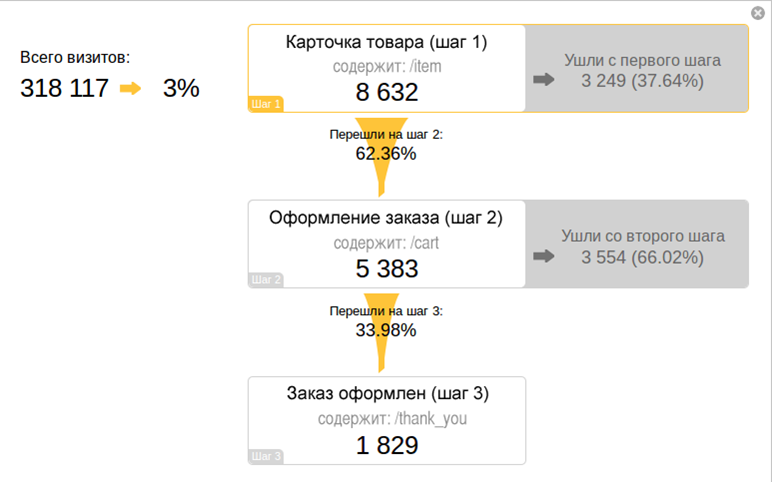 Всего визитов:
318 117 3%
Карточка товара (шаг 1)
содержит: /item
8 632
Шаг 1
Ушли с первого шага
3 249 (37.64%)
Перешли на шаг 2:
62.36%
Оформление заказа (шаг 2)
содержит: /cart
5 383
Шаг 2
Ушли со второго шага
3 554 (66.02%)
Перешли на шаг 3:
33.98%
Заказ оформлен (шаг 3)
содержит: /thank_you
1 829
Шаг 3